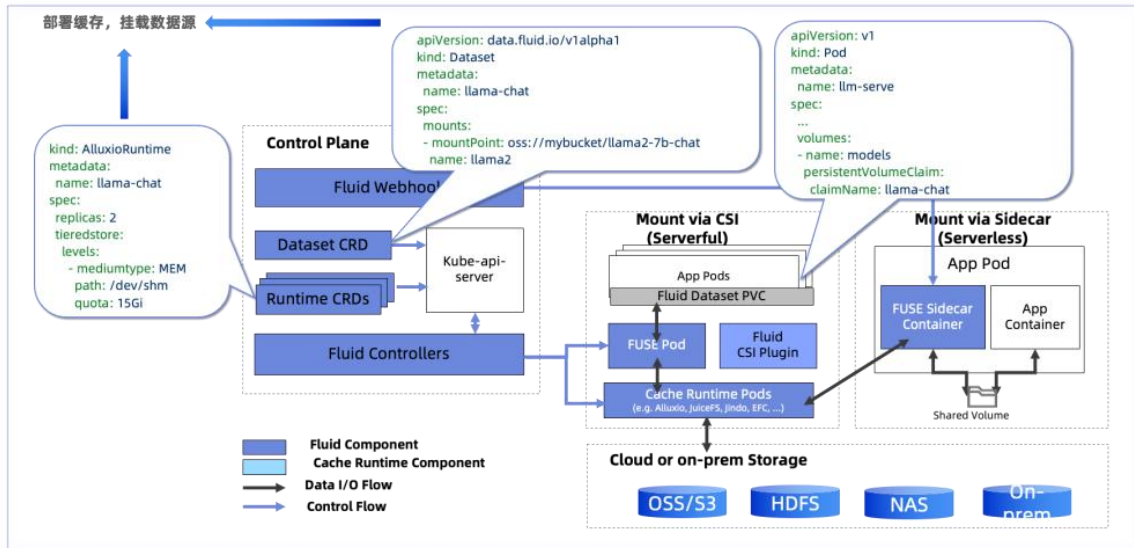 部署缓存，挂载数据源
apiVersion: data.fluid.io/v1alpha1
kind: Dataset
metadata:
name: llama-chat
spec:
mounts:
- mountPoint: oss://mybucket/llama2-7b-chat
name: llama2
apiVersion: v1
kind: Pod
metadata:
name: llm-serve
spec:
...
volumes:
- name: models
persistentVolumeClaim:
claimName: llama-chat
kind: AlluxioRuntime
metadata:
name: llama-chat
spec:
replicas: 2
tieredstore:
levels:
- mediumtype: MEM
path: /dev/shm
quota: 15Gi
Control Plane
Fluid Webhook
Dataset CRD
Runtime CRDs
Kube-api-
server
Fluid Controllers
Mount via CSI
(Serverful)
App Pods
Fluid Dataset PVC
FUSE Pod
Fluid
CSI Plugin
Cache Runtime Pods
(e.g. Alluxio, JuiceFS, Jindo, EFC, ...)
Mount via Sidecar
(Serverless)
App Pod
FUSE Sidecar
Container
App
Container
Shared Volume
Fluid Component
Cache Runtime Component
Data I/O Flow
Control Flow
Cloud or on-prem Storage
OSS/S3
HDFS
NAS
On-
prem